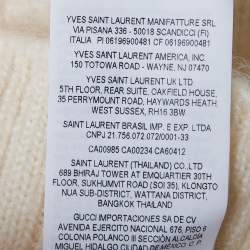 YVES SAINT LAURENT MANIFATTURE SRL
VIA PISANA 336 - 50018 SCANDICCI (FI)
ITALIA PI 06196900481 CF 06196900481
YVES SAINT LAURENT AMERICA, INC.
150 TOTOWA ROAD - WAYNE, NJ 07470
YVES SAINT LAURENT UK LTD
5TH FLOOR, REAR SUITE, OAKFIELD HOUSE,
35 PERRYMOUNT ROAD, HAYWARDS HEATH,
WEST SUSSEX, RH16 3BW
SAINT LAURENT BRASIL IMP. E EXP. LTDA
CNPJ 21.756.072.072/0001-33
CA00985 CA00234 CA60412
SAINT LAURENT (THAILAND) CO., LTD
689 BHIRAJ TOWER AT EMQUARTIER 30TH
FLOOR, SUKHUMVIT ROAD (SOI 35), KLONGTO
NUA SUB-DISTRICT, WATTANA DISTRICT,
BANGKOK THAILAND
GUCCI IMPORTACIONES SA DE CV
AVENIDA EJERCITO NACIONAL 676, PISO 6
COLONIA POLANCO III SECCIÓN ALCALDÍA
MIGUEL HIDALGO CIUDAD DE MÉXICO, C.P.